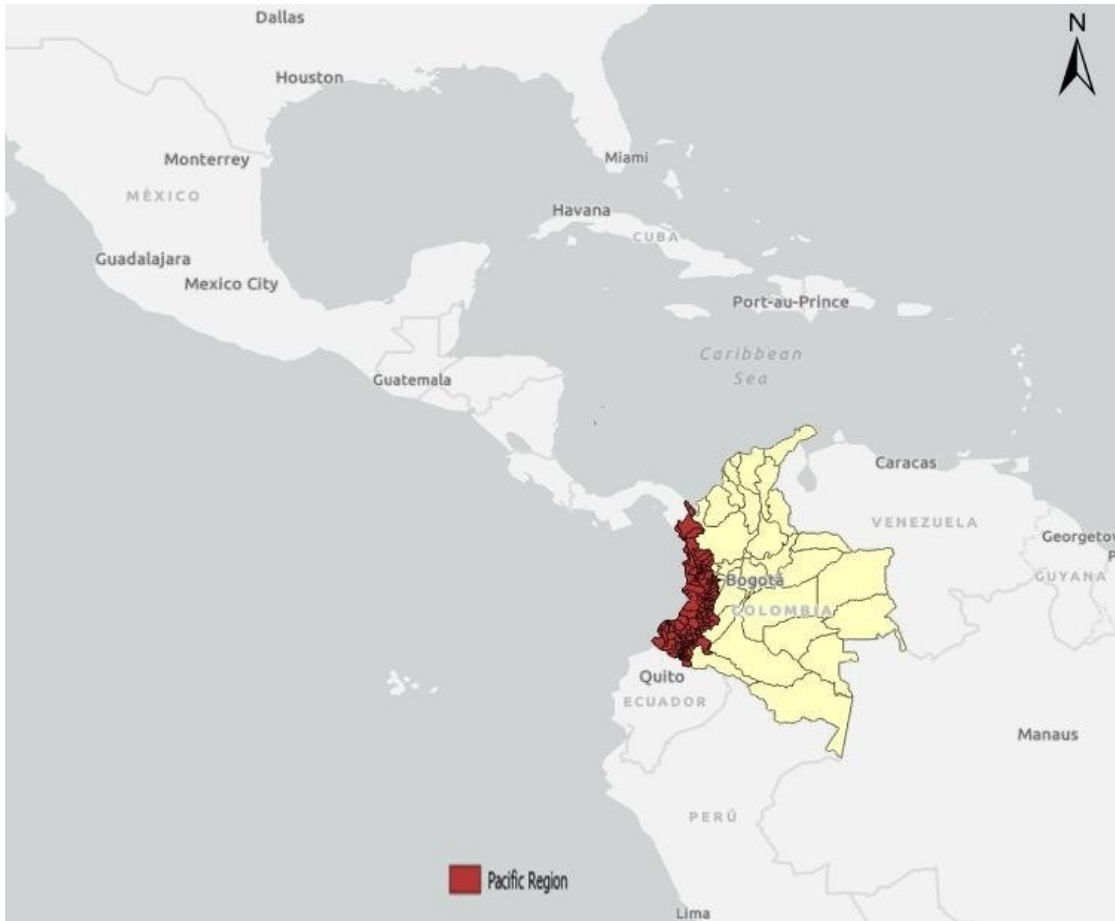 Dallas
N
Houston
Monterrey
Miami
MÉXICO
Havana
CUBA
Guadalajara
Mexico City
Port-au-Prince
Caribbean
Sea
Guatemala
Caracas
VENEZUELA
Georgetow
P
GUYANA
Bogotá
COLOMBIA
Quito
ECUADOR
Manaus
PERÚ
Pacific Region
Lima